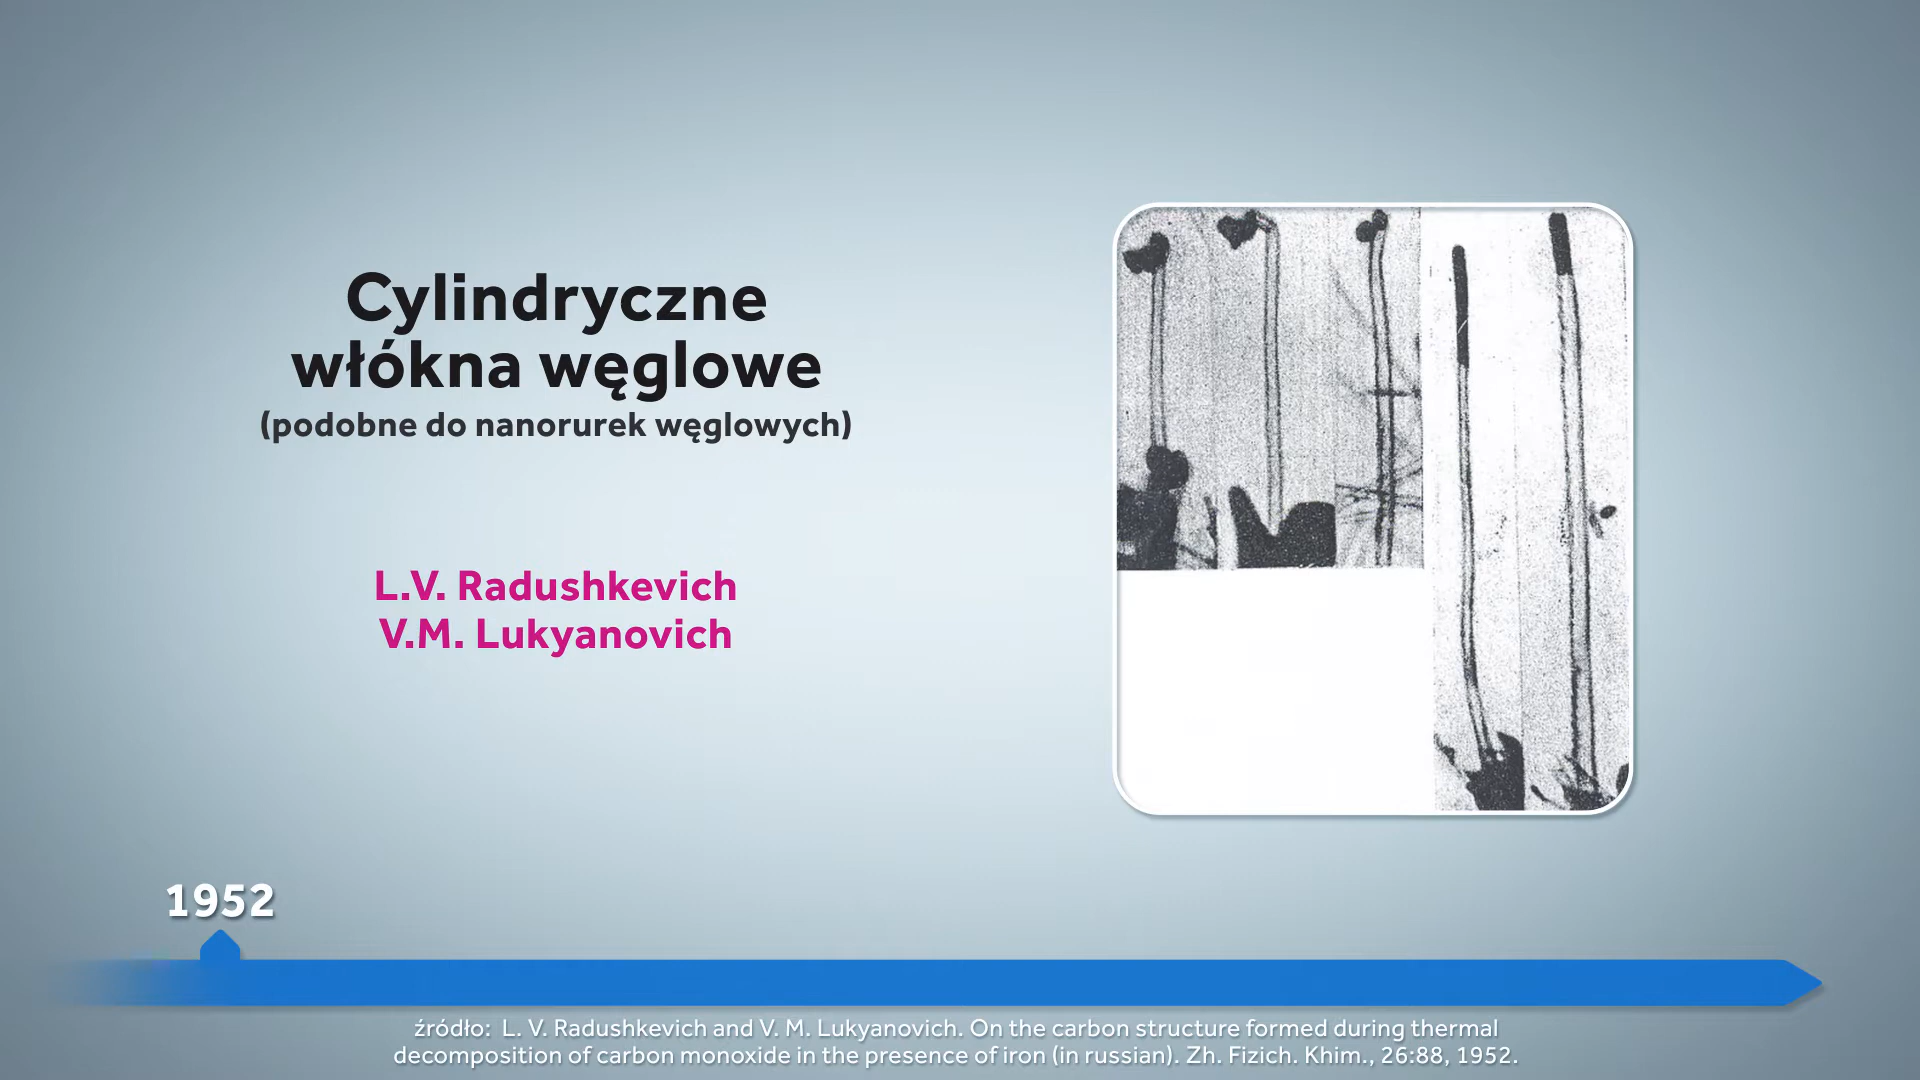 Cylindryczne
włókna węglowe
(podobne do nanorurek węglowych)
L.V. Radushkevich
V.M. Lukyanovich
1952
źródło: L. V. Radushkevich and V. M. Lukyanovich. On the carbon structure formed during thermal
decomposition of carbon monoxide in the presence of iron (in russian). Zh. Fizich. Khim., 26:88, 1952.